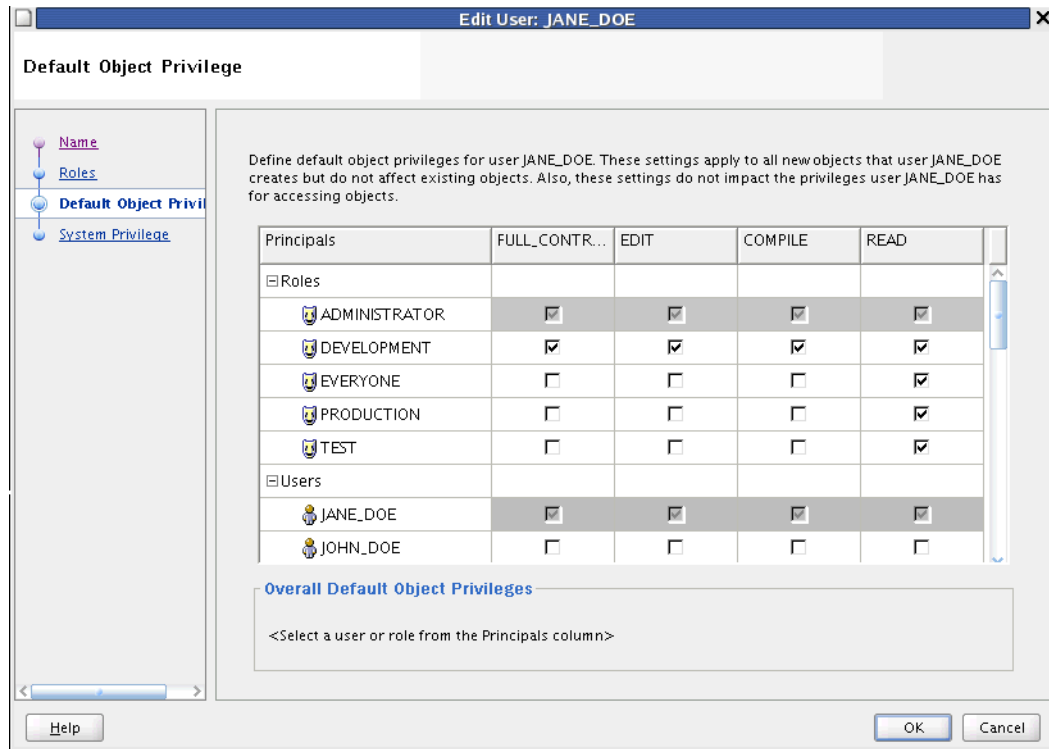 Edit User: JANE_DOE
Default Object Privilege
Name
Roles
Default Object Privil
System Privilege
Define default object privileges for user JANE_DOE. These settings apply to all new objects that user JANE_DOE
creates but do not affect existing objects. Also, these settings do not impact the privileges user JANE_DOE has
for accessing objects.
Principals FULL_CONTR... EDIT COMPILE READ
Roles
ADMINISTRATOR
DEVELOPMENT
EVERYONE
PRODUCTION
TEST
Users
JANE_DOE
JOHN_DOE
Overall Default Object Privileges
<Select a user or role from the Principals column>
Help OK Cancel